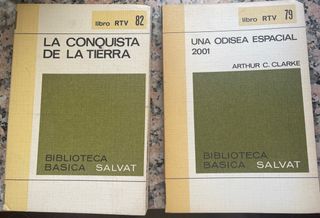 libro RTV 82
LA CONQUISTA
DE LA TIERRA
BIBLIOTECA
BASICA SALVAT
libro RTV 79
UNA ODISEA ESPACIAL
2001
ARTHUR C. CLARKE
BIBLIOTECA
BASICA SALVAT